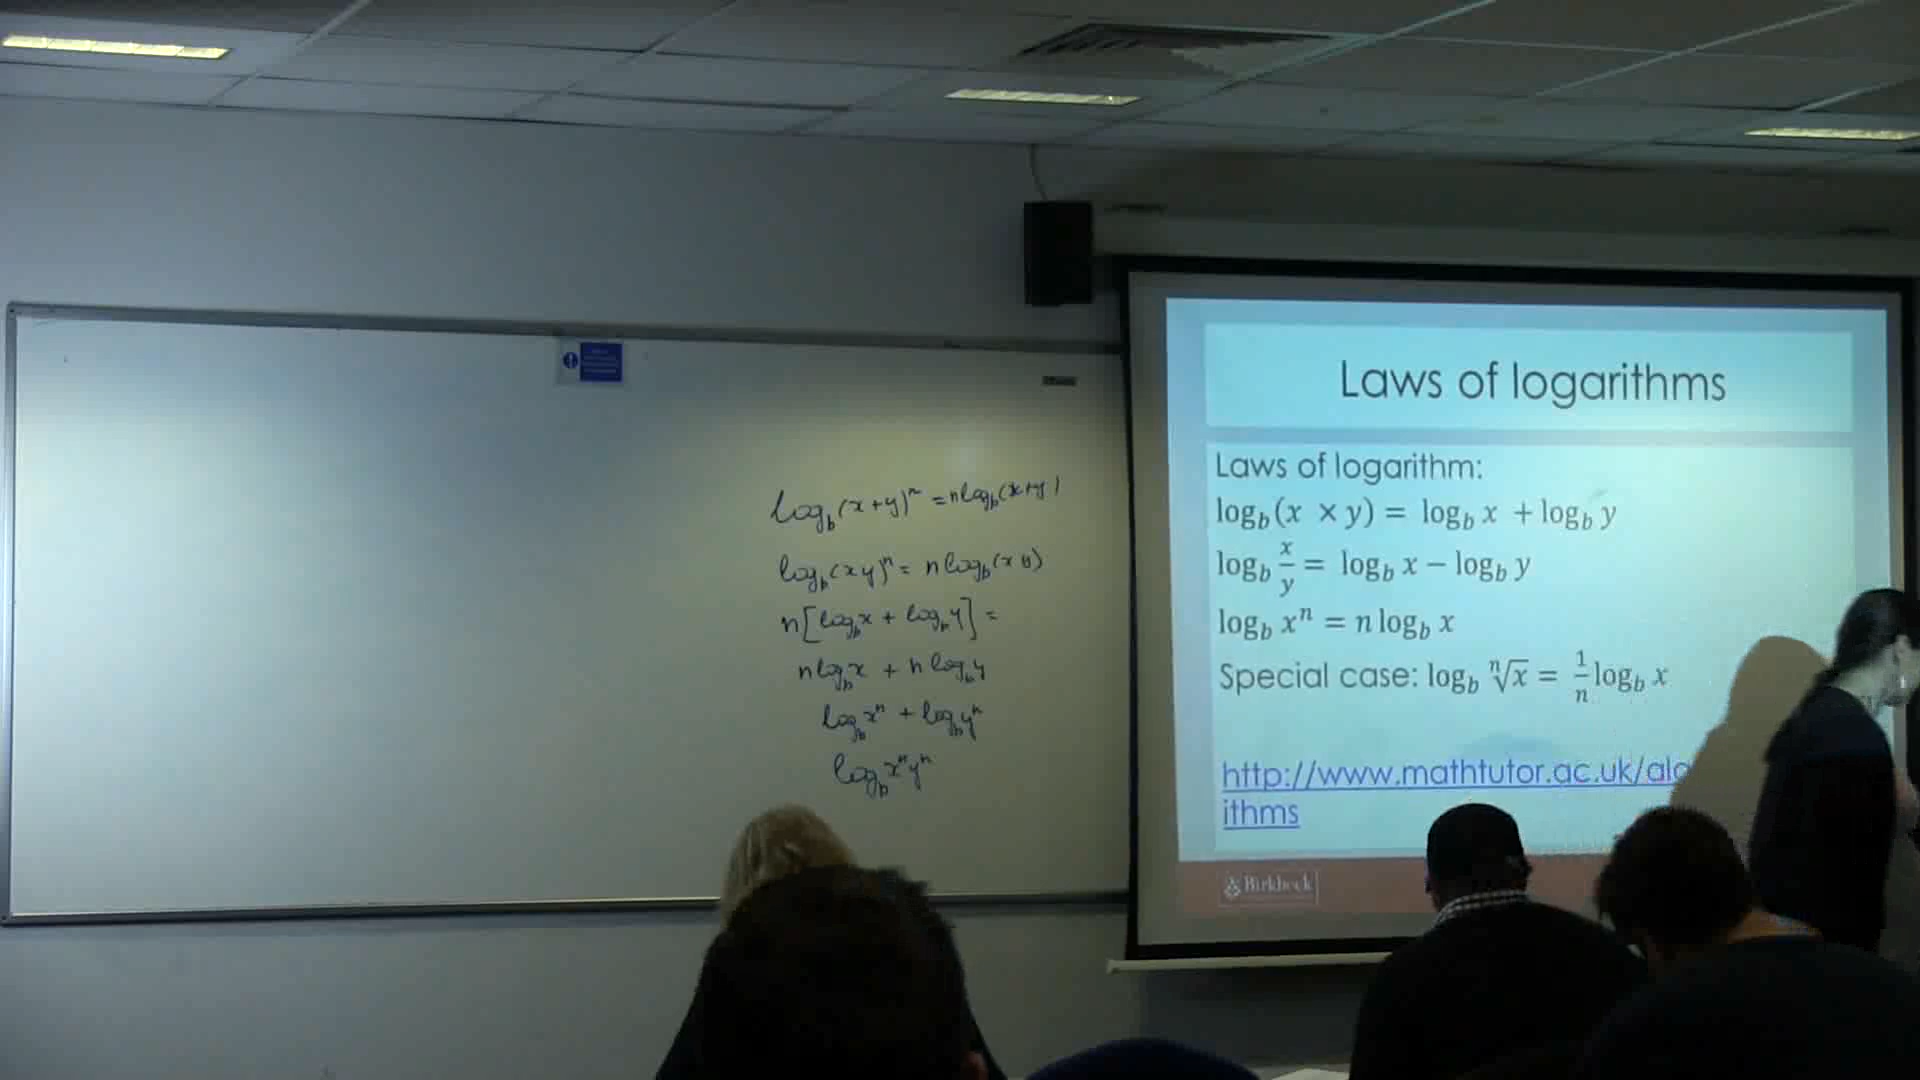 log_b(x+y)^n = n log_b(x+y)
log_b(xy)^n = n log_b(xy)
n[log_b x + log_b y] =
n log_b x + n log_b y
log_b x^n + log_b y^n
log_b x^n y^n
Laws of logarithms
Laws of logarithm:
log_b(x × y) = log_b x + log_b y
log_b x/y = log_b x − log_b y
log_b x^n = n log_b x
Special case: log_b ⁿ√x = 1/n log_b x
http://www.mathtutor.ac.uk/alg
ithms
Birkbeck